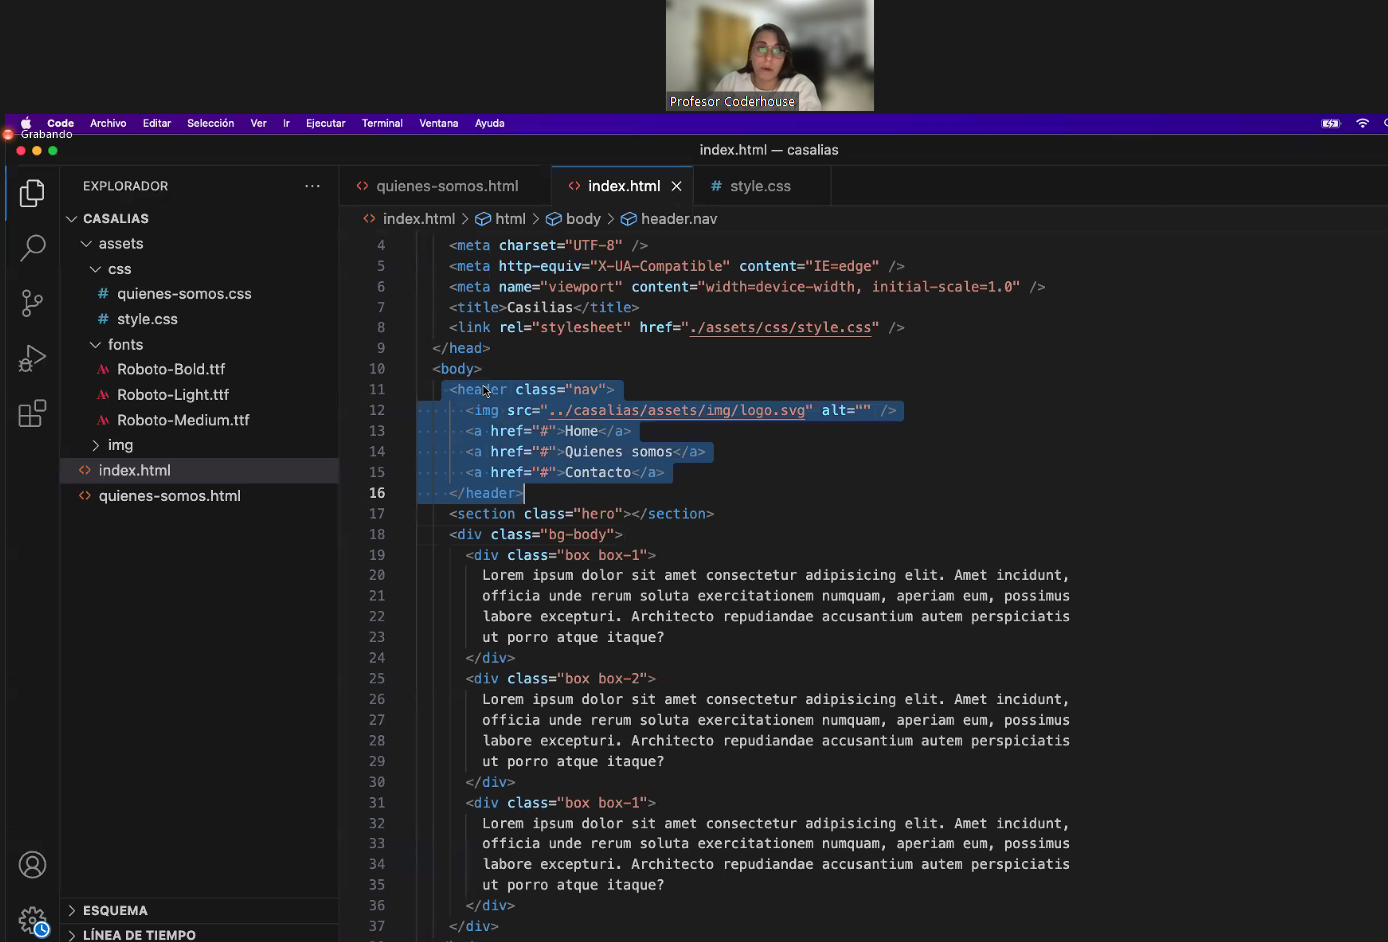 Profesor Coderhouse
Code Archivo Editar Selección Ver Ir Ejecutar Terminal Ventana Ayuda
Grabando
index.html — casalias
EXPLORADOR ···
CASALIAS
assets
css
# quienes-somos.css
# style.css
fonts
Roboto-Bold.ttf
Roboto-Light.ttf
Roboto-Medium.ttf
img
<> index.html
<> quienes-somos.html
ESQUEMA
LÍNEA DE TIEMPO
<> quienes-somos.html <> index.html × # style.css
<> index.html > html > body > header.nav
4 <meta charset="UTF-8" />
5 <meta http-equiv="X-UA-Compatible" content="IE=edge" />
6 <meta name="viewport" content="width=device-width, initial-scale=1.0" />
7 <title>Casilias</title>
8 <link rel="stylesheet" href="./assets/css/style.css" />
9 </head>
10 <body>
11 <header class="nav">
12 <img src="../casalias/assets/img/logo.svg" alt="" />
13 <a href="#">Home</a>
14 <a href="#">Quienes somos</a>
15 <a href="#">Contacto</a>
16 </header>
17 <section class="hero"></section>
18 <div class="bg-body">
19 <div class="box box-1">
20 Lorem ipsum dolor sit amet consectetur adipisicing elit. Amet incidunt,
21 officia unde rerum soluta exercitationem numquam, aperiam eum, possimus
22 labore excepturi. Architecto repudiandae accusantium autem perspiciatis
23 ut porro atque itaque?
24 </div>
25 <div class="box box-2">
26 Lorem ipsum dolor sit amet consectetur adipisicing elit. Amet incidunt,
27 officia unde rerum soluta exercitationem numquam, aperiam eum, possimus
28 labore excepturi. Architecto repudiandae accusantium autem perspiciatis
29 ut porro atque itaque?
30 </div>
31 <div class="box box-1">
32 Lorem ipsum dolor sit amet consectetur adipisicing elit. Amet incidunt,
33 officia unde rerum soluta exercitationem numquam, aperiam eum, possimus
34 labore excepturi. Architecto repudiandae accusantium autem perspiciatis
35 ut porro atque itaque?
36 </div>
37 </div>